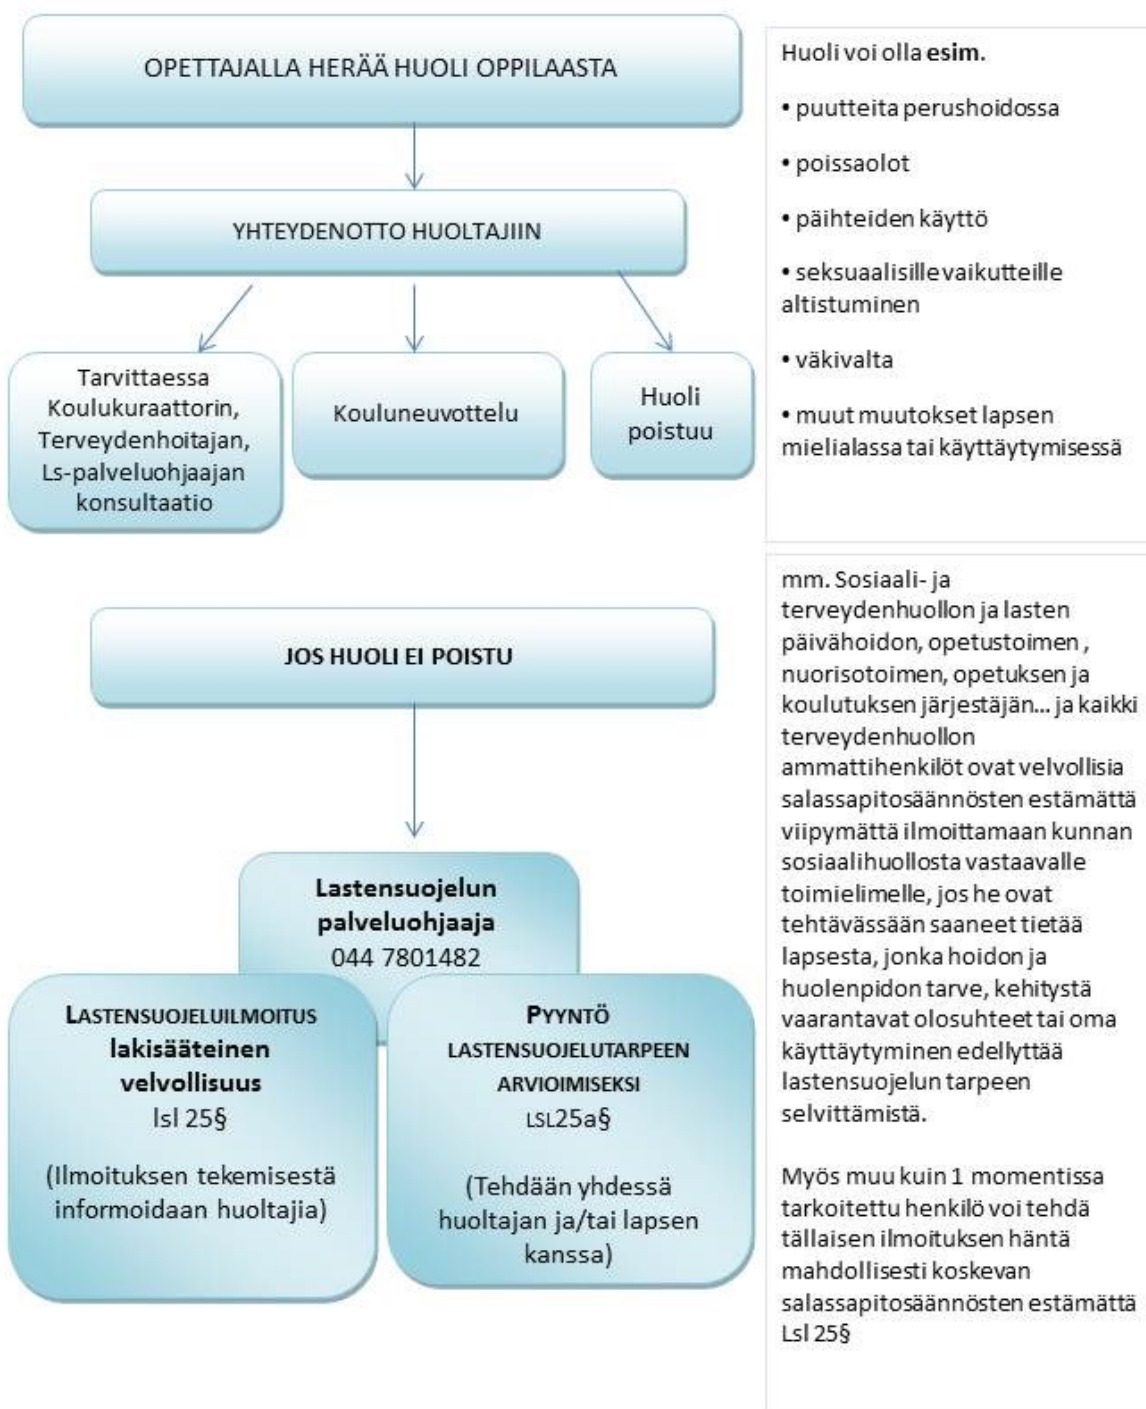 OPETTAJALLA HERÄÄ HUOLI OPPILAASTA
YHTEYDENOTTO HUOLTAJIIN
Tarvittaessa
Koulukuraattorin,
Terveydenhoitajan,
Ls-palveluohjaajan
konsultaatio
Kouluneuvottelu
Huoli
poistuu
JOS HUOLI EI POISTU
Lastensuojelun
palveluohjaaja
044 7801482
LASTENSUOJELUILMOITUS
lakisääteinen
velvollisuus
lsl 25§
(Ilmoituksen tekemisestä
informoidaan huoltajia)
PYYNTÖ
LASTENSUOJELUTARPEEN
ARVIOIMISEKSI
LSL25a§
(Tehdään yhdessä
huoltajan ja/tai lapsen
kanssa)
Huoli voi olla esim.
• puutteita perushoidossa
• poissaolot
• päihteiden käyttö
• seksuaalisille vaikutteille
altistuminen
• väkivalta
• muut muutokset lapsen
mielialassa tai käyttäytymisessä
mm. Sosiaali- ja
terveydenhuollon ja lasten
päivähoidon, opetustoimen ,
nuorisotoimen, opetuksen ja
koulutuksen järjestäjän... ja kaikki
terveydenhuollon
ammattihenkilöt ovat velvollisia
salassapitosäännösten estämättä
viipymättä ilmoittamaan kunnan
sosiaalihuollosta vastaavalle
toimielimelle, jos he ovat
tehtävässään saaneet tietää
lapsesta, jonka hoidon ja
huolenpidon tarve, kehitystä
vaarantavat olosuhteet tai oma
käyttäytyminen edellyttää
lastensuojelun tarpeen
selvittämistä.
Myös muu kuin 1 momentissa
tarkoitettu henkilö voi tehdä
tällaisen ilmoituksen häntä
mahdollisesti koskevan
salassapitosäännösten estämättä
Lsl 25§